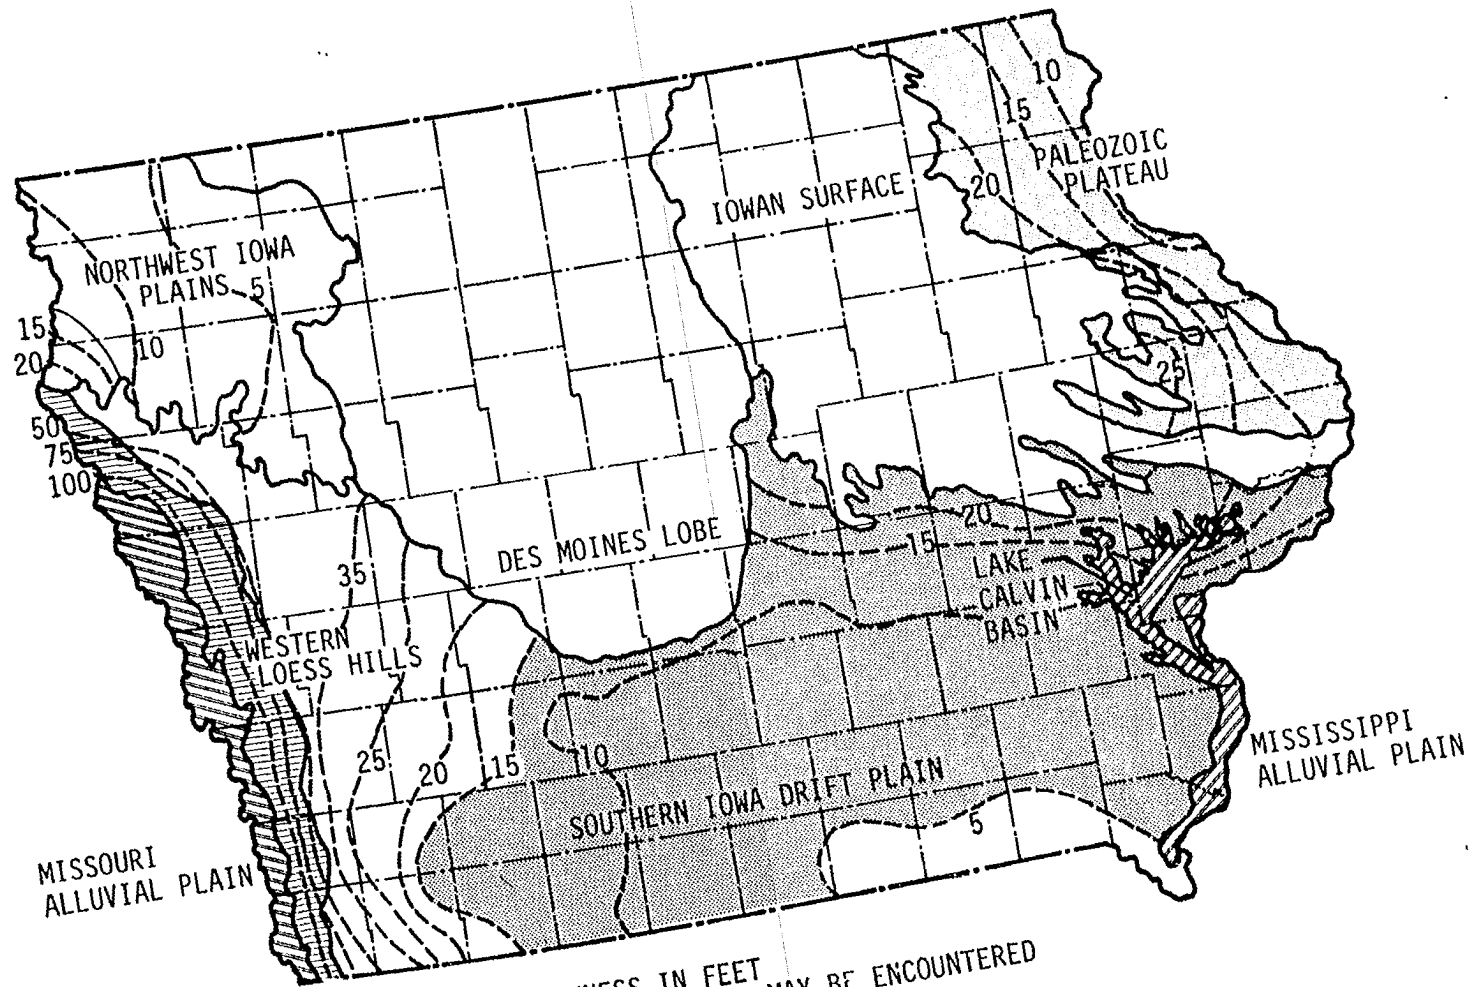 10
15
PALEOZOIC
PLATEAU
20
IOWAN SURFACE
NORTHWEST IOWA
PLAINS
5
15
10
20
25
50
75
100
20
DES MOINES LOBE
15
LAKE
CALVIN
BASIN
35
WESTERN
LOESS HILLS
MISSISSIPPI
ALLUVIAL PLAIN
25
20
15
10
SOUTHERN IOWA DRIFT PLAIN
5
MISSOURI
ALLUVIAL PLAIN
IN FEET
MAY BE ENCOUNTERED